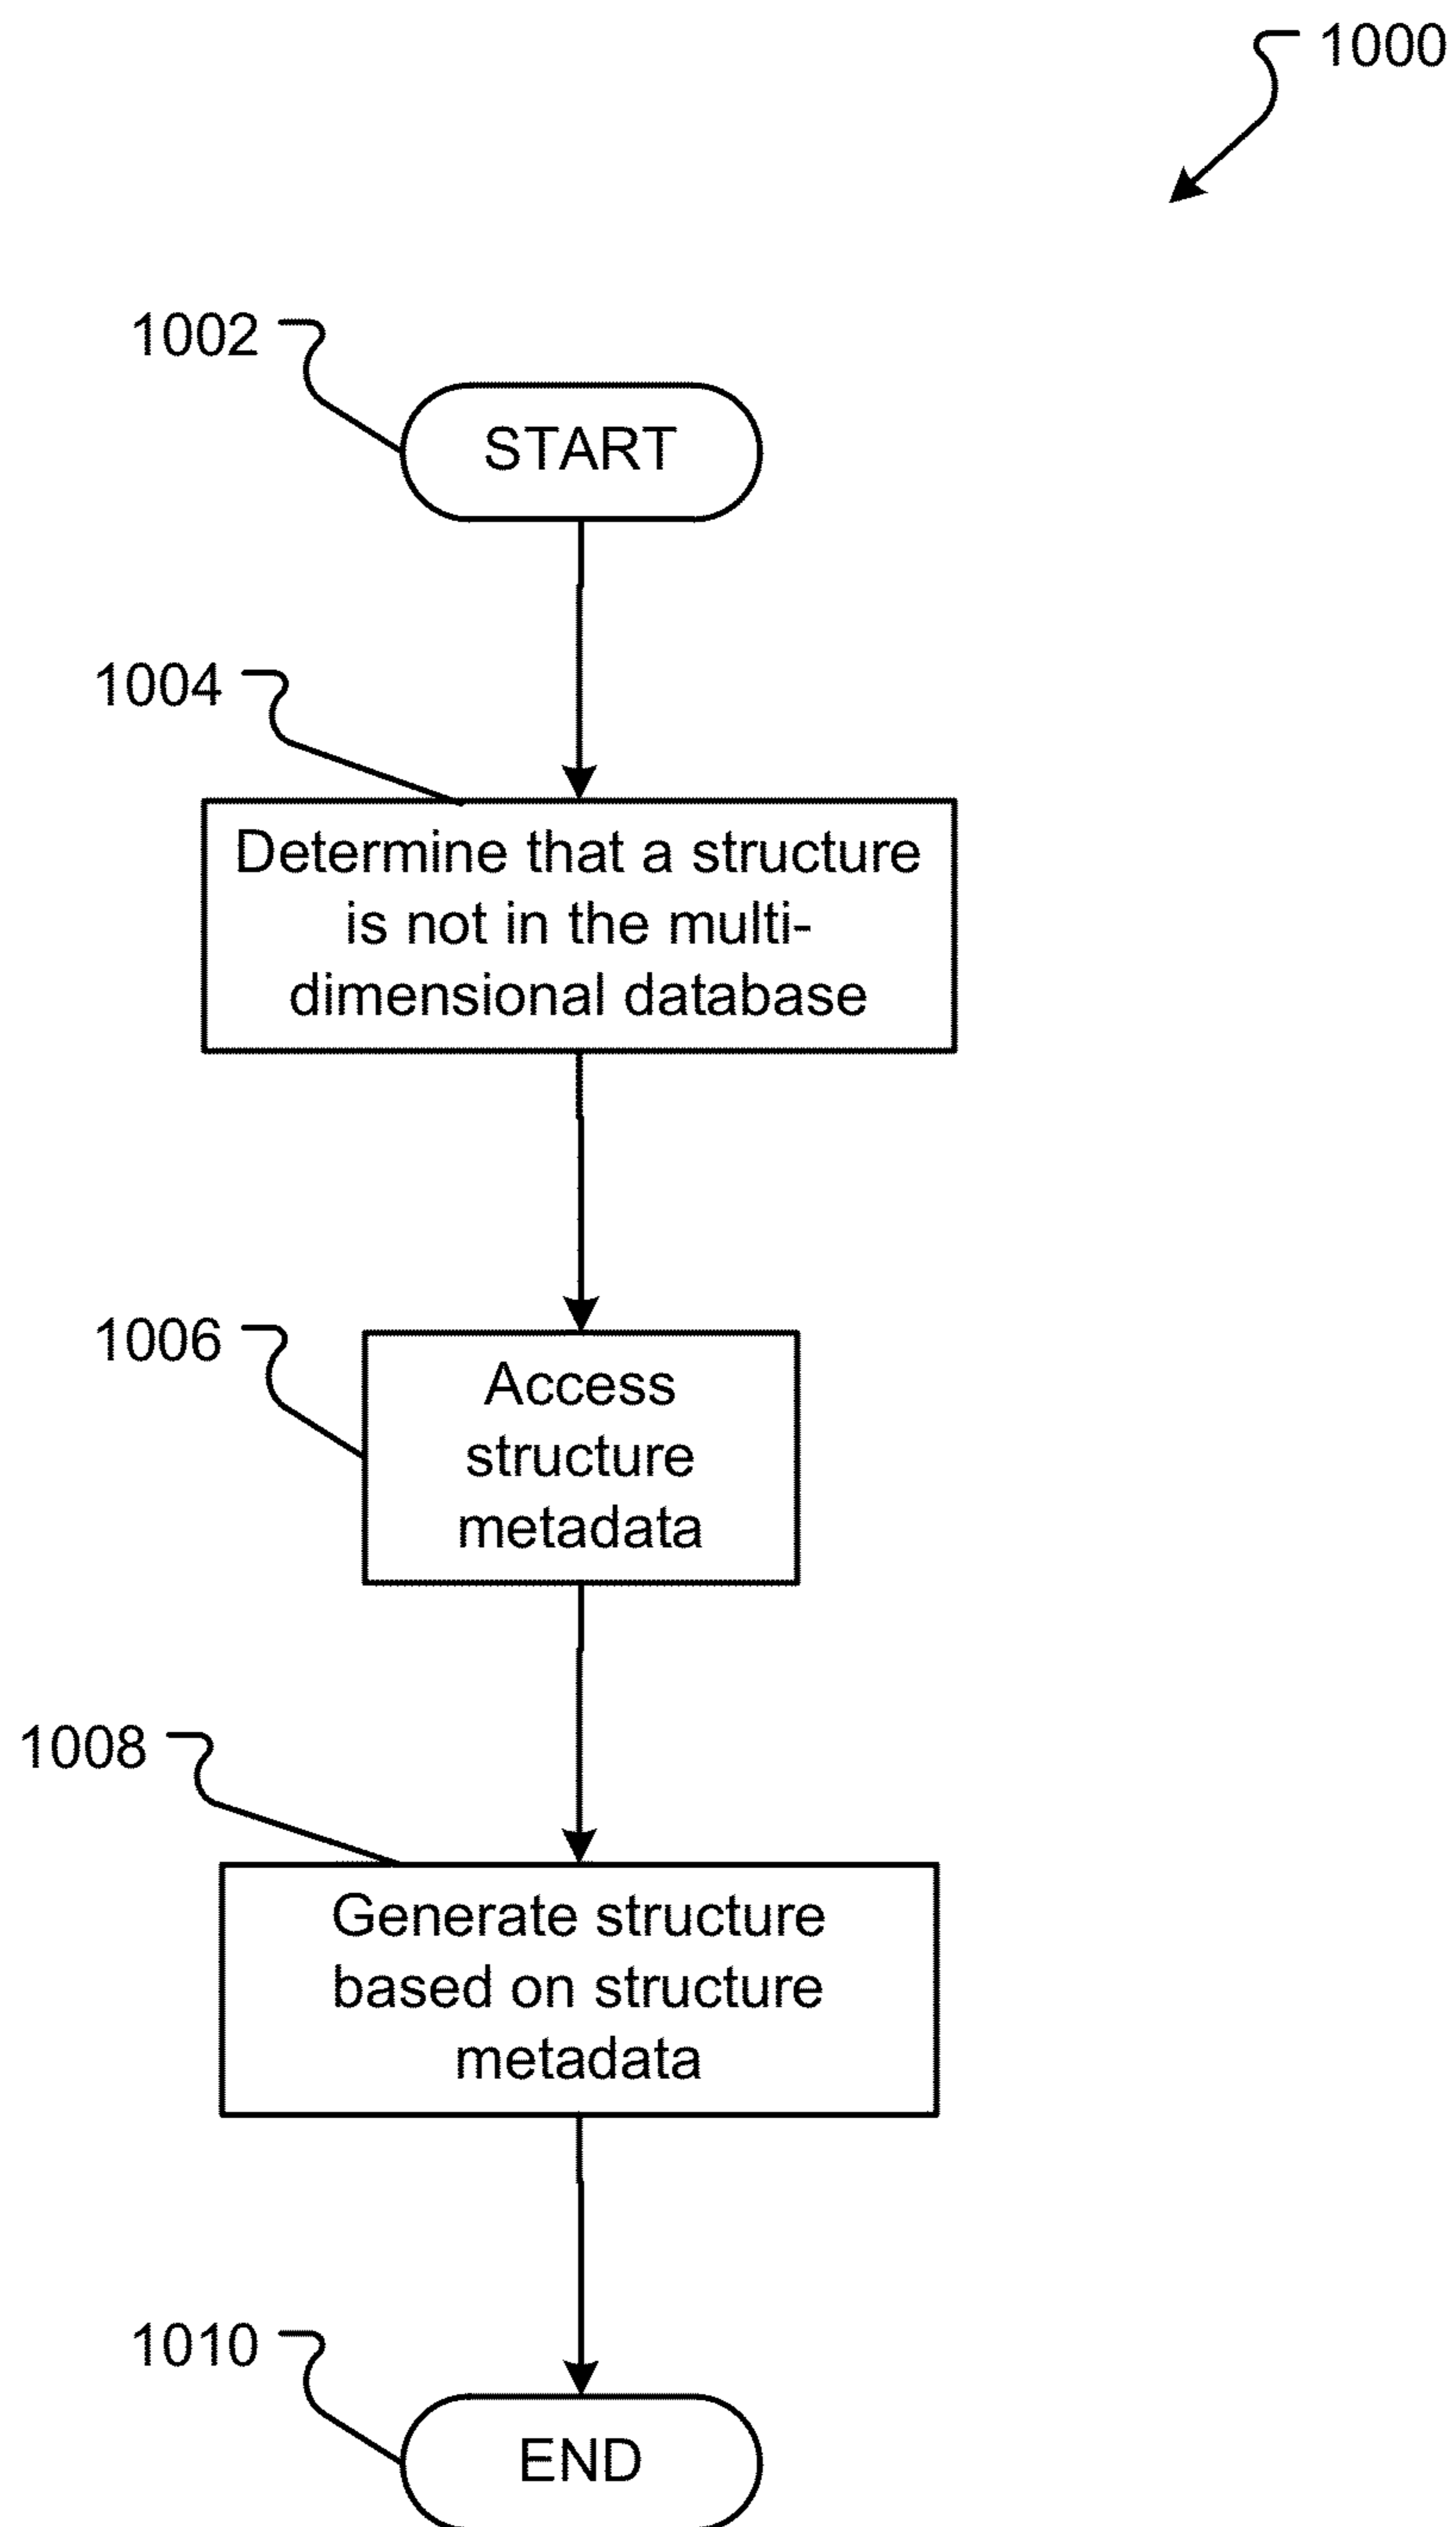 1000
1002
START
1004
Determine that a structure
is not in the multi-
dimensional database
1006
Access
structure
metadata
1008
Generate structure
based on structure
metadata
1010
END